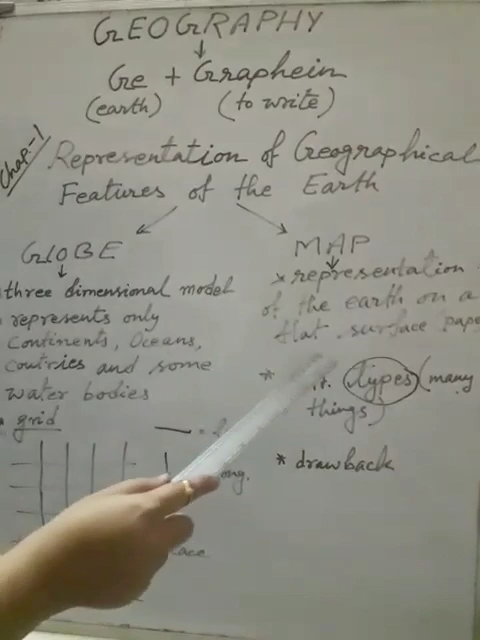 GEOGRAPHY
Ge + Graphein
(earth) (to write)
Chap:-1
Representation of Geographical
Features of the Earth
GLOBE
three dimensional model
represents only
Continents, Oceans,
Coutries and some
water bodies
grid
MAP
* representation
of the earth on a
flat surface
* types (many
things)
* drawback